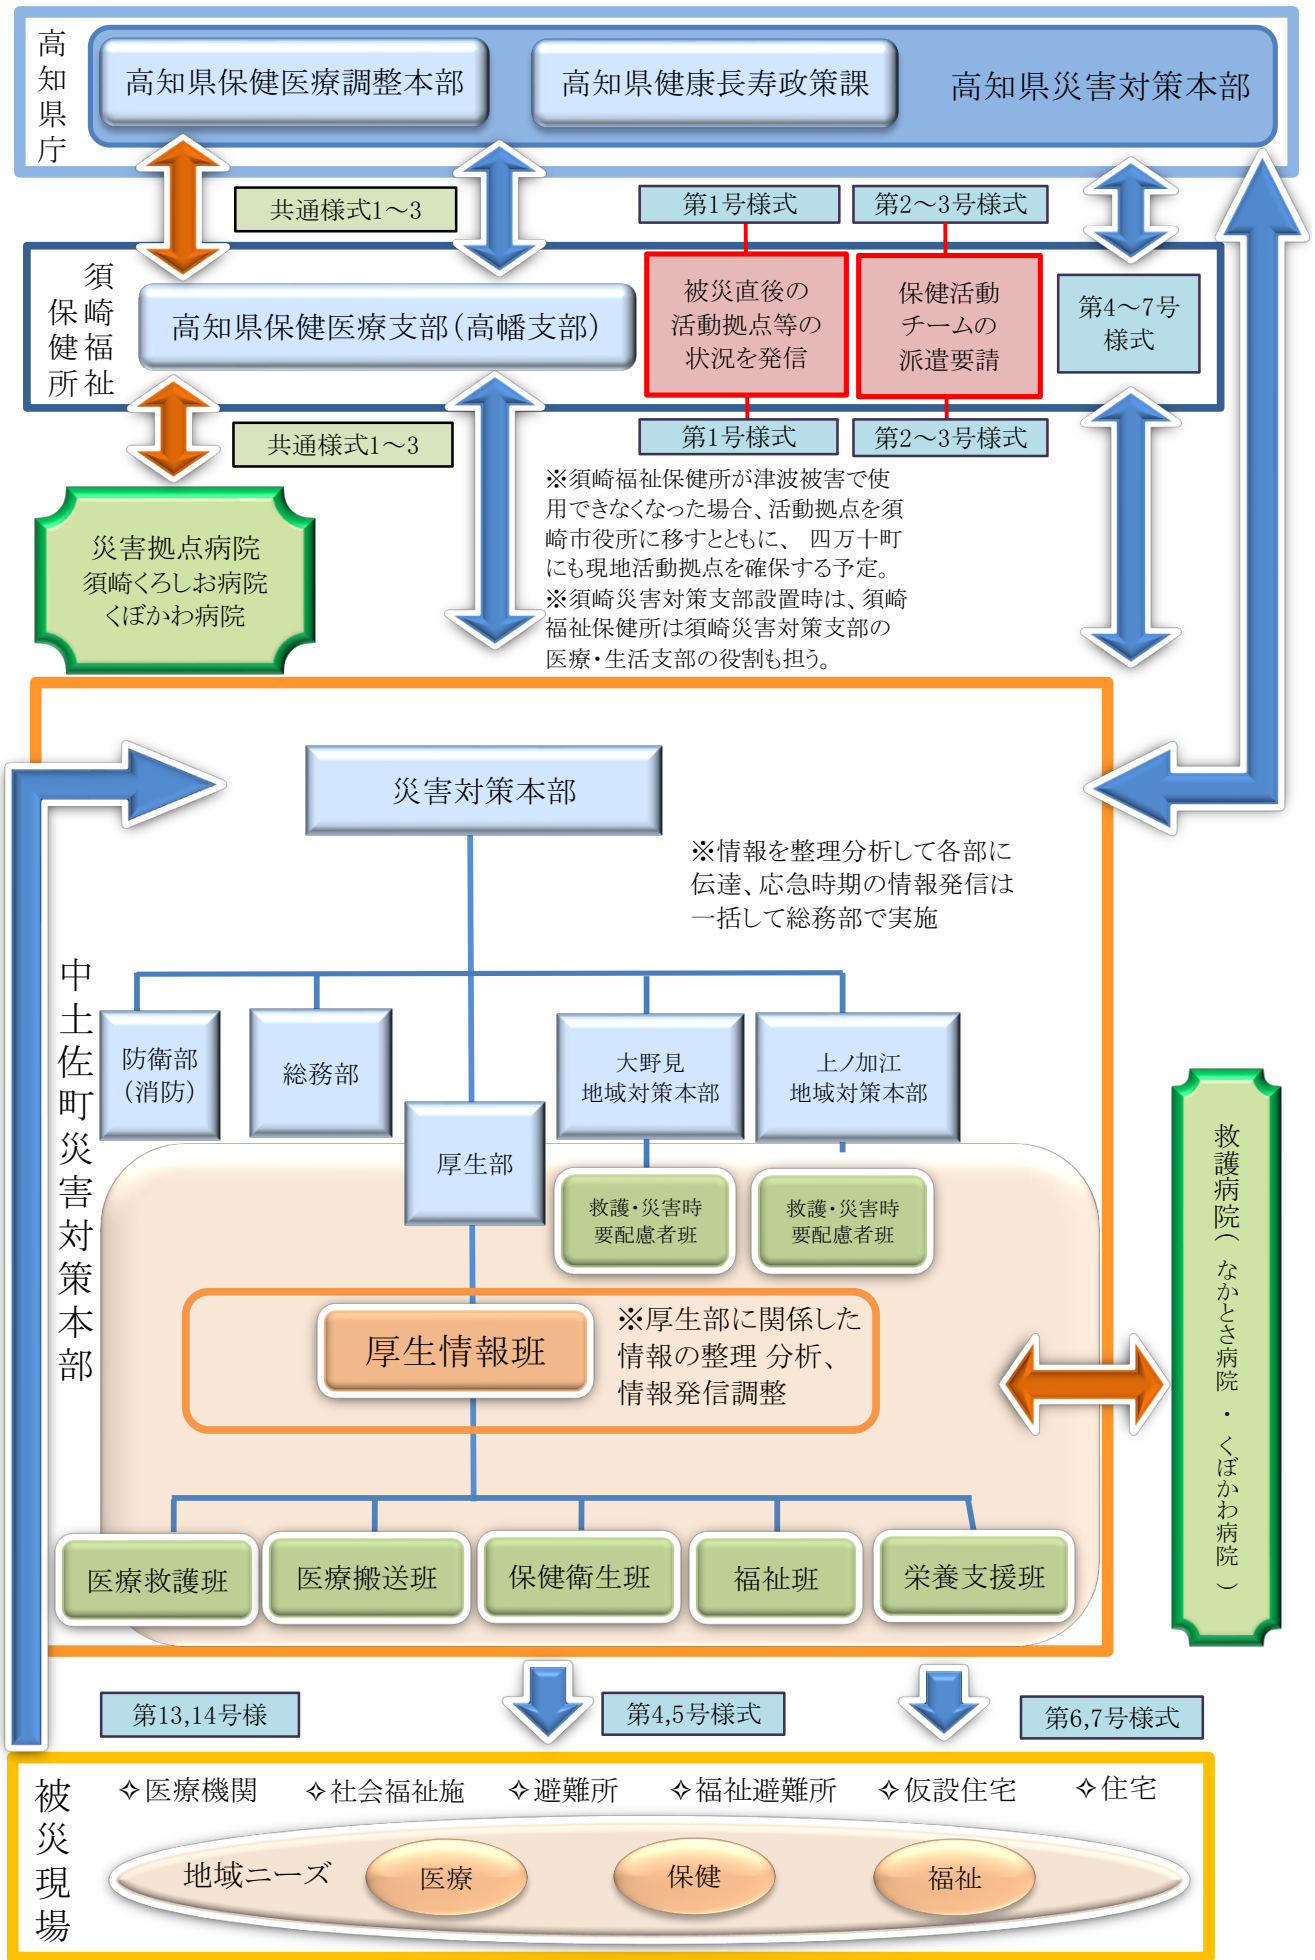 高知県庁
高知県保健医療調整本部
高知県健康長寿政策課
高知県災害対策本部
共通様式1～3
第1号様式
第2～3号様式
須崎福祉
保健所
高知県保健医療支部(高幡支部)
被災直後の
活動拠点等の
状況を発信
保健活動
チームの
派遣要請
第4～7号
様式
共通様式1～3
第1号様式
第2～3号様式
災害拠点病院
須崎くろしお病院
くぼかわ病院
※須崎福祉保健所が津波被害で使
用できなくなった場合、活動拠点を須
崎市役所に移すとともに、 四万十町
にも現地活動拠点を確保する予定。
※須崎災害対策支部設置時は、須崎
福祉保健所は須崎災害対策支部の
医療・生活支部の役割も担う。
中土佐町災害対策本部
災害対策本部
※情報を整理分析して各部に
伝達、応急時期の情報発信は
一括して総務部で実施
防衛部
(消防)
総務部
厚生部
大野見
地域対策本部
上ノ加江
地域対策本部
救護・災害時
要配慮者班
救護・災害時
要配慮者班
厚生情報班
※厚生部に関係した
情報の整理 分析、
情報発信調整
救護病院( なかとさ病院 ・ くぼかわ病院 )
医療救護班
医療搬送班
保健衛生班
福祉班
栄養支援班
第13,14号様
第4,5号様式
第6,7号様式
被災現場
✧医療機関
✧社会福祉施
✧避難所
✧福祉避難所
✧仮設住宅
✧住宅
地域ニーズ
医療
保健
福祉